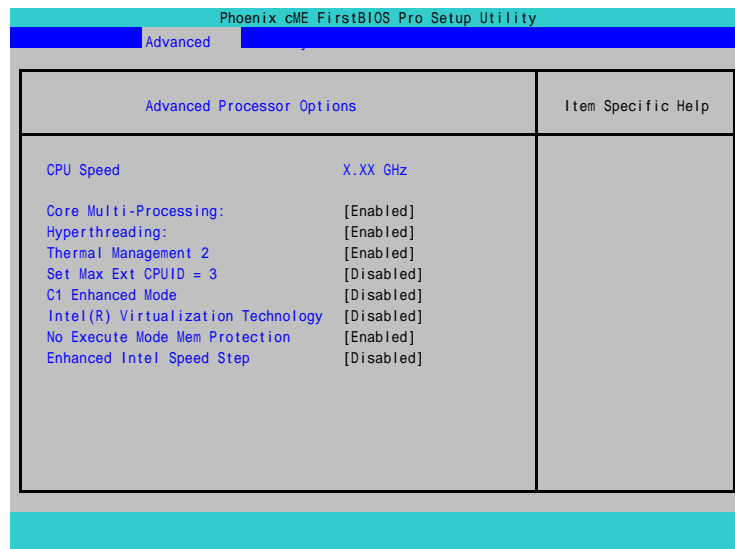 Phoenix cME FirstBIOS Pro Setup Utility
Advanced
Advanced Processor Options
Item Specific Help
CPU Speed X.XX GHz
Core Multi-Processing: [Enabled]
Hyperthreading: [Enabled]
Thermal Management 2 [Enabled]
Set Max Ext CPUID = 3 [Disabled]
C1 Enhanced Mode [Disabled]
Intel(R) Virtualization Technology [Disabled]
No Execute Mode Mem Protection [Enabled]
Enhanced Intel Speed Step [Disabled]